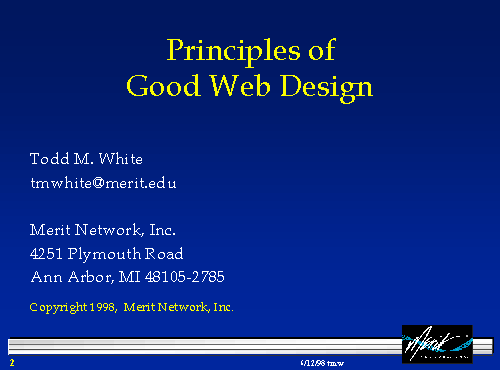 Principles of
Good Web Design
Todd M. White
tmwhite@merit.edu
Merit Network, Inc.
4251 Plymouth Road
Ann Arbor, MI 48105-2785
Copyright 1998, Merit Network, Inc.
Merit
2
6/12/98 tmw